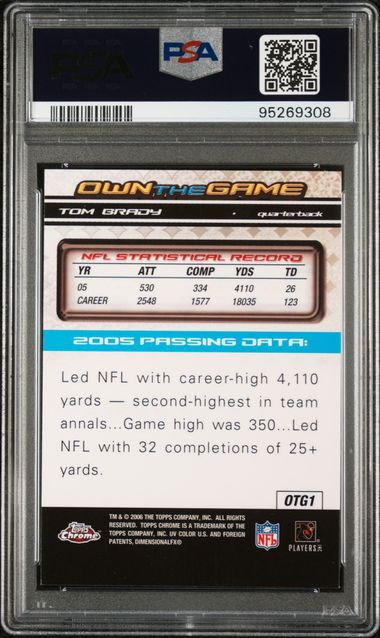 PSA
PSA
95269308
OWN THE GAME
TOM BRADY • quarterback
NFL STATISTICAL RECORD
YR ATT COMP YDS TD
05 530 334 4110 26
CAREER 2548 1577 18035 123
2005 PASSING DATA:
Led NFL with career-high 4,110
yards — second-highest in team
annals...Game high was 350...Led
NFL with 32 completions of 25+
yards.
OTG1
TM & © 2006 THE TOPPS COMPANY, INC. ALL RIGHTS
RESERVED. TOPPS CHROME IS A TRADEMARK OF THE
TOPPS COMPANY, INC. UV COLOR U.S. AND FOREIGN
PATENTS, DIMENSIONALFX®
Topps
Chrome
NFL
PLAYERS INC